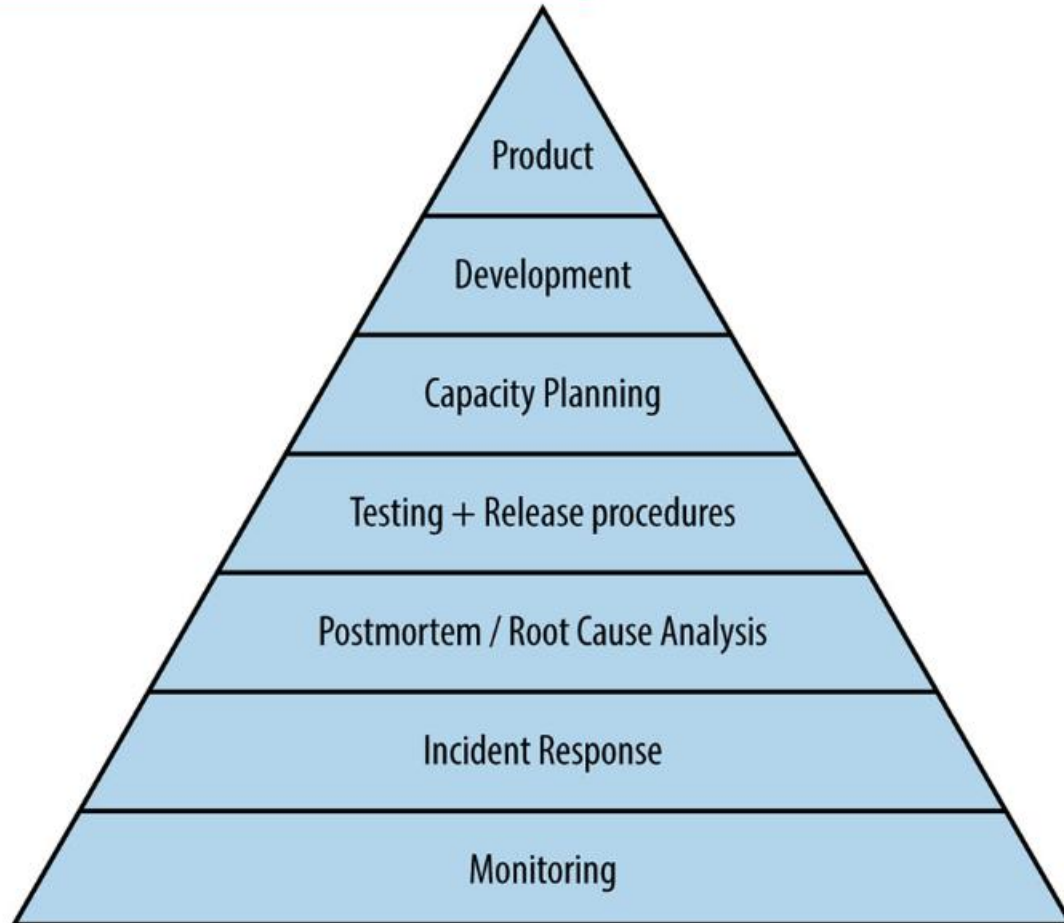 Product
Development
Capacity Planning
Testing + Release procedures
Postmortem / Root Cause Analysis
Incident Response
Monitoring